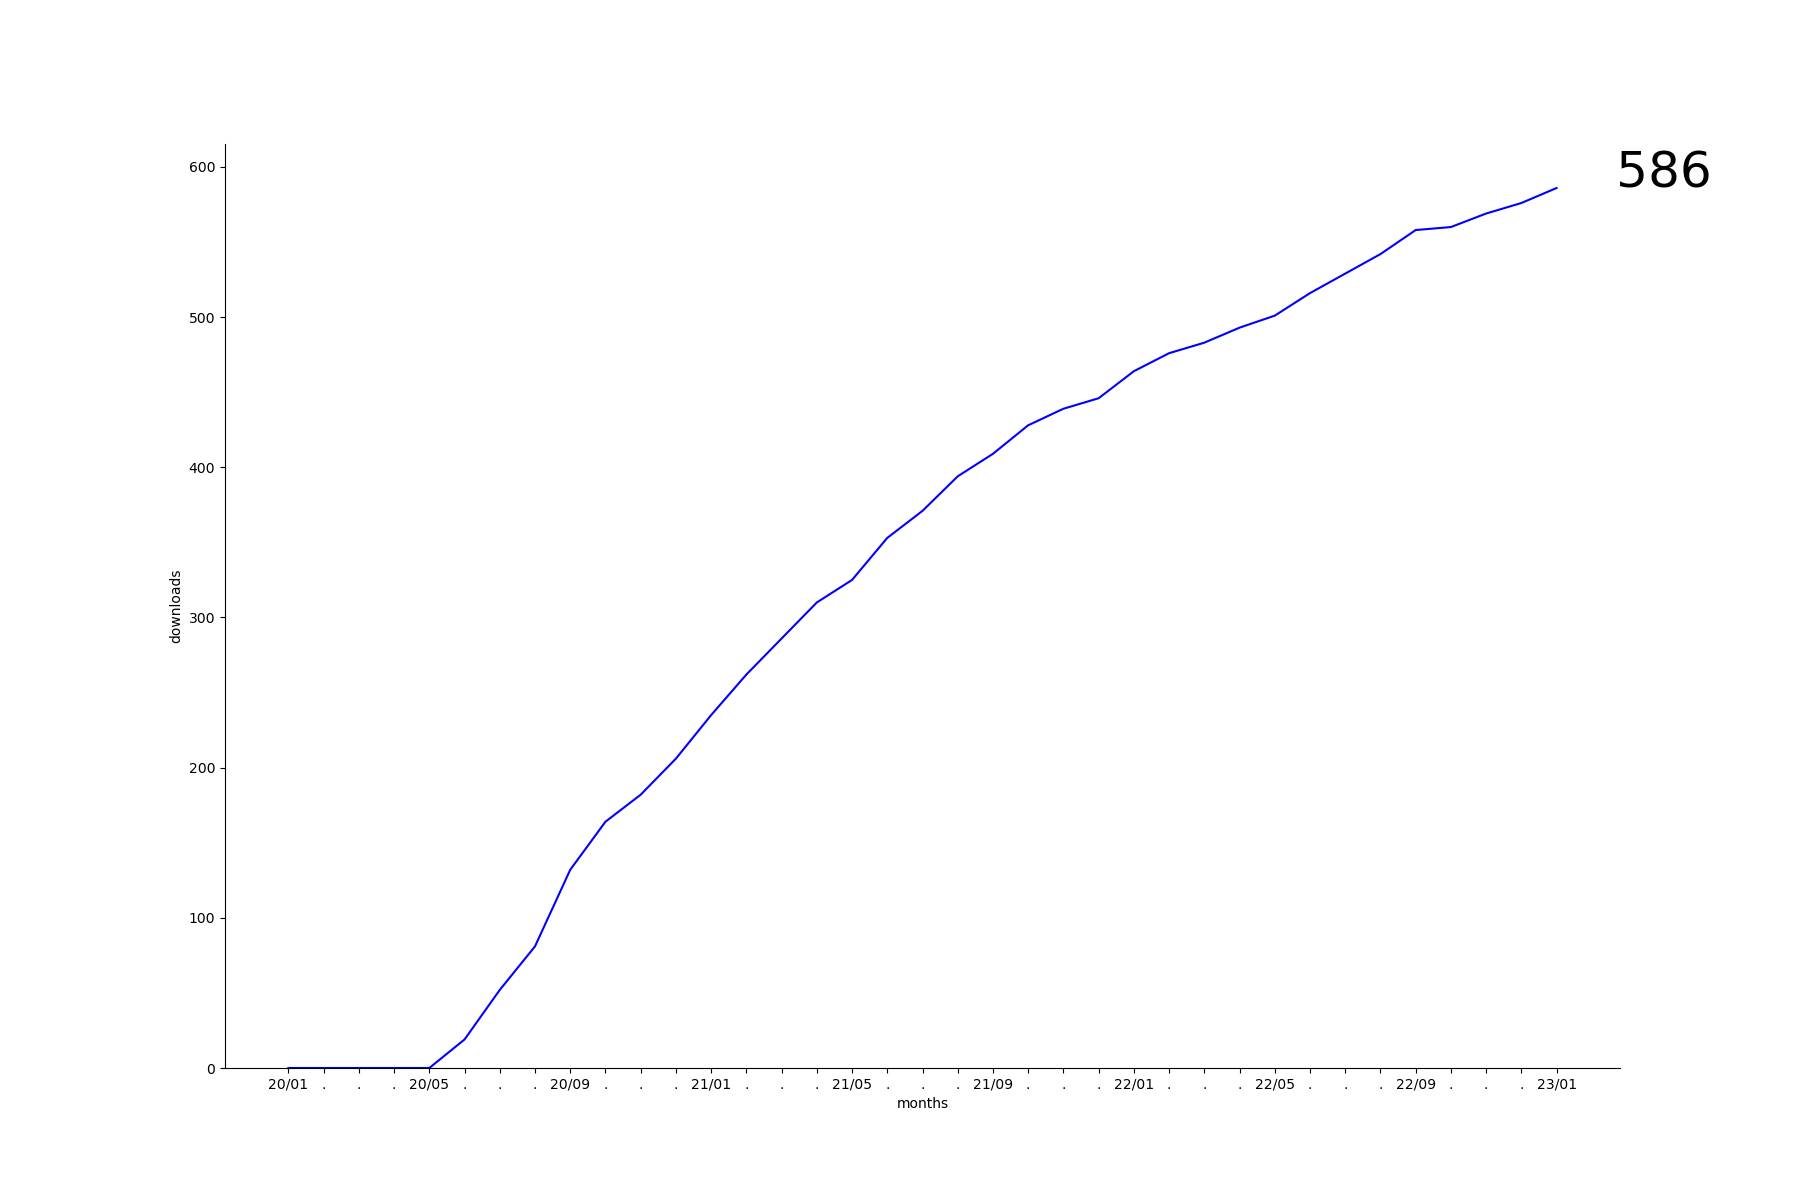 586
600
500
400
300
200
100
0
downloads
20/01 . . . 20/05 . . . 20/09 . . . 21/01 . . . 21/05 . . . 21/09 . . . 22/01 . . . 22/05 . . . 22/09 . . . 23/01
months